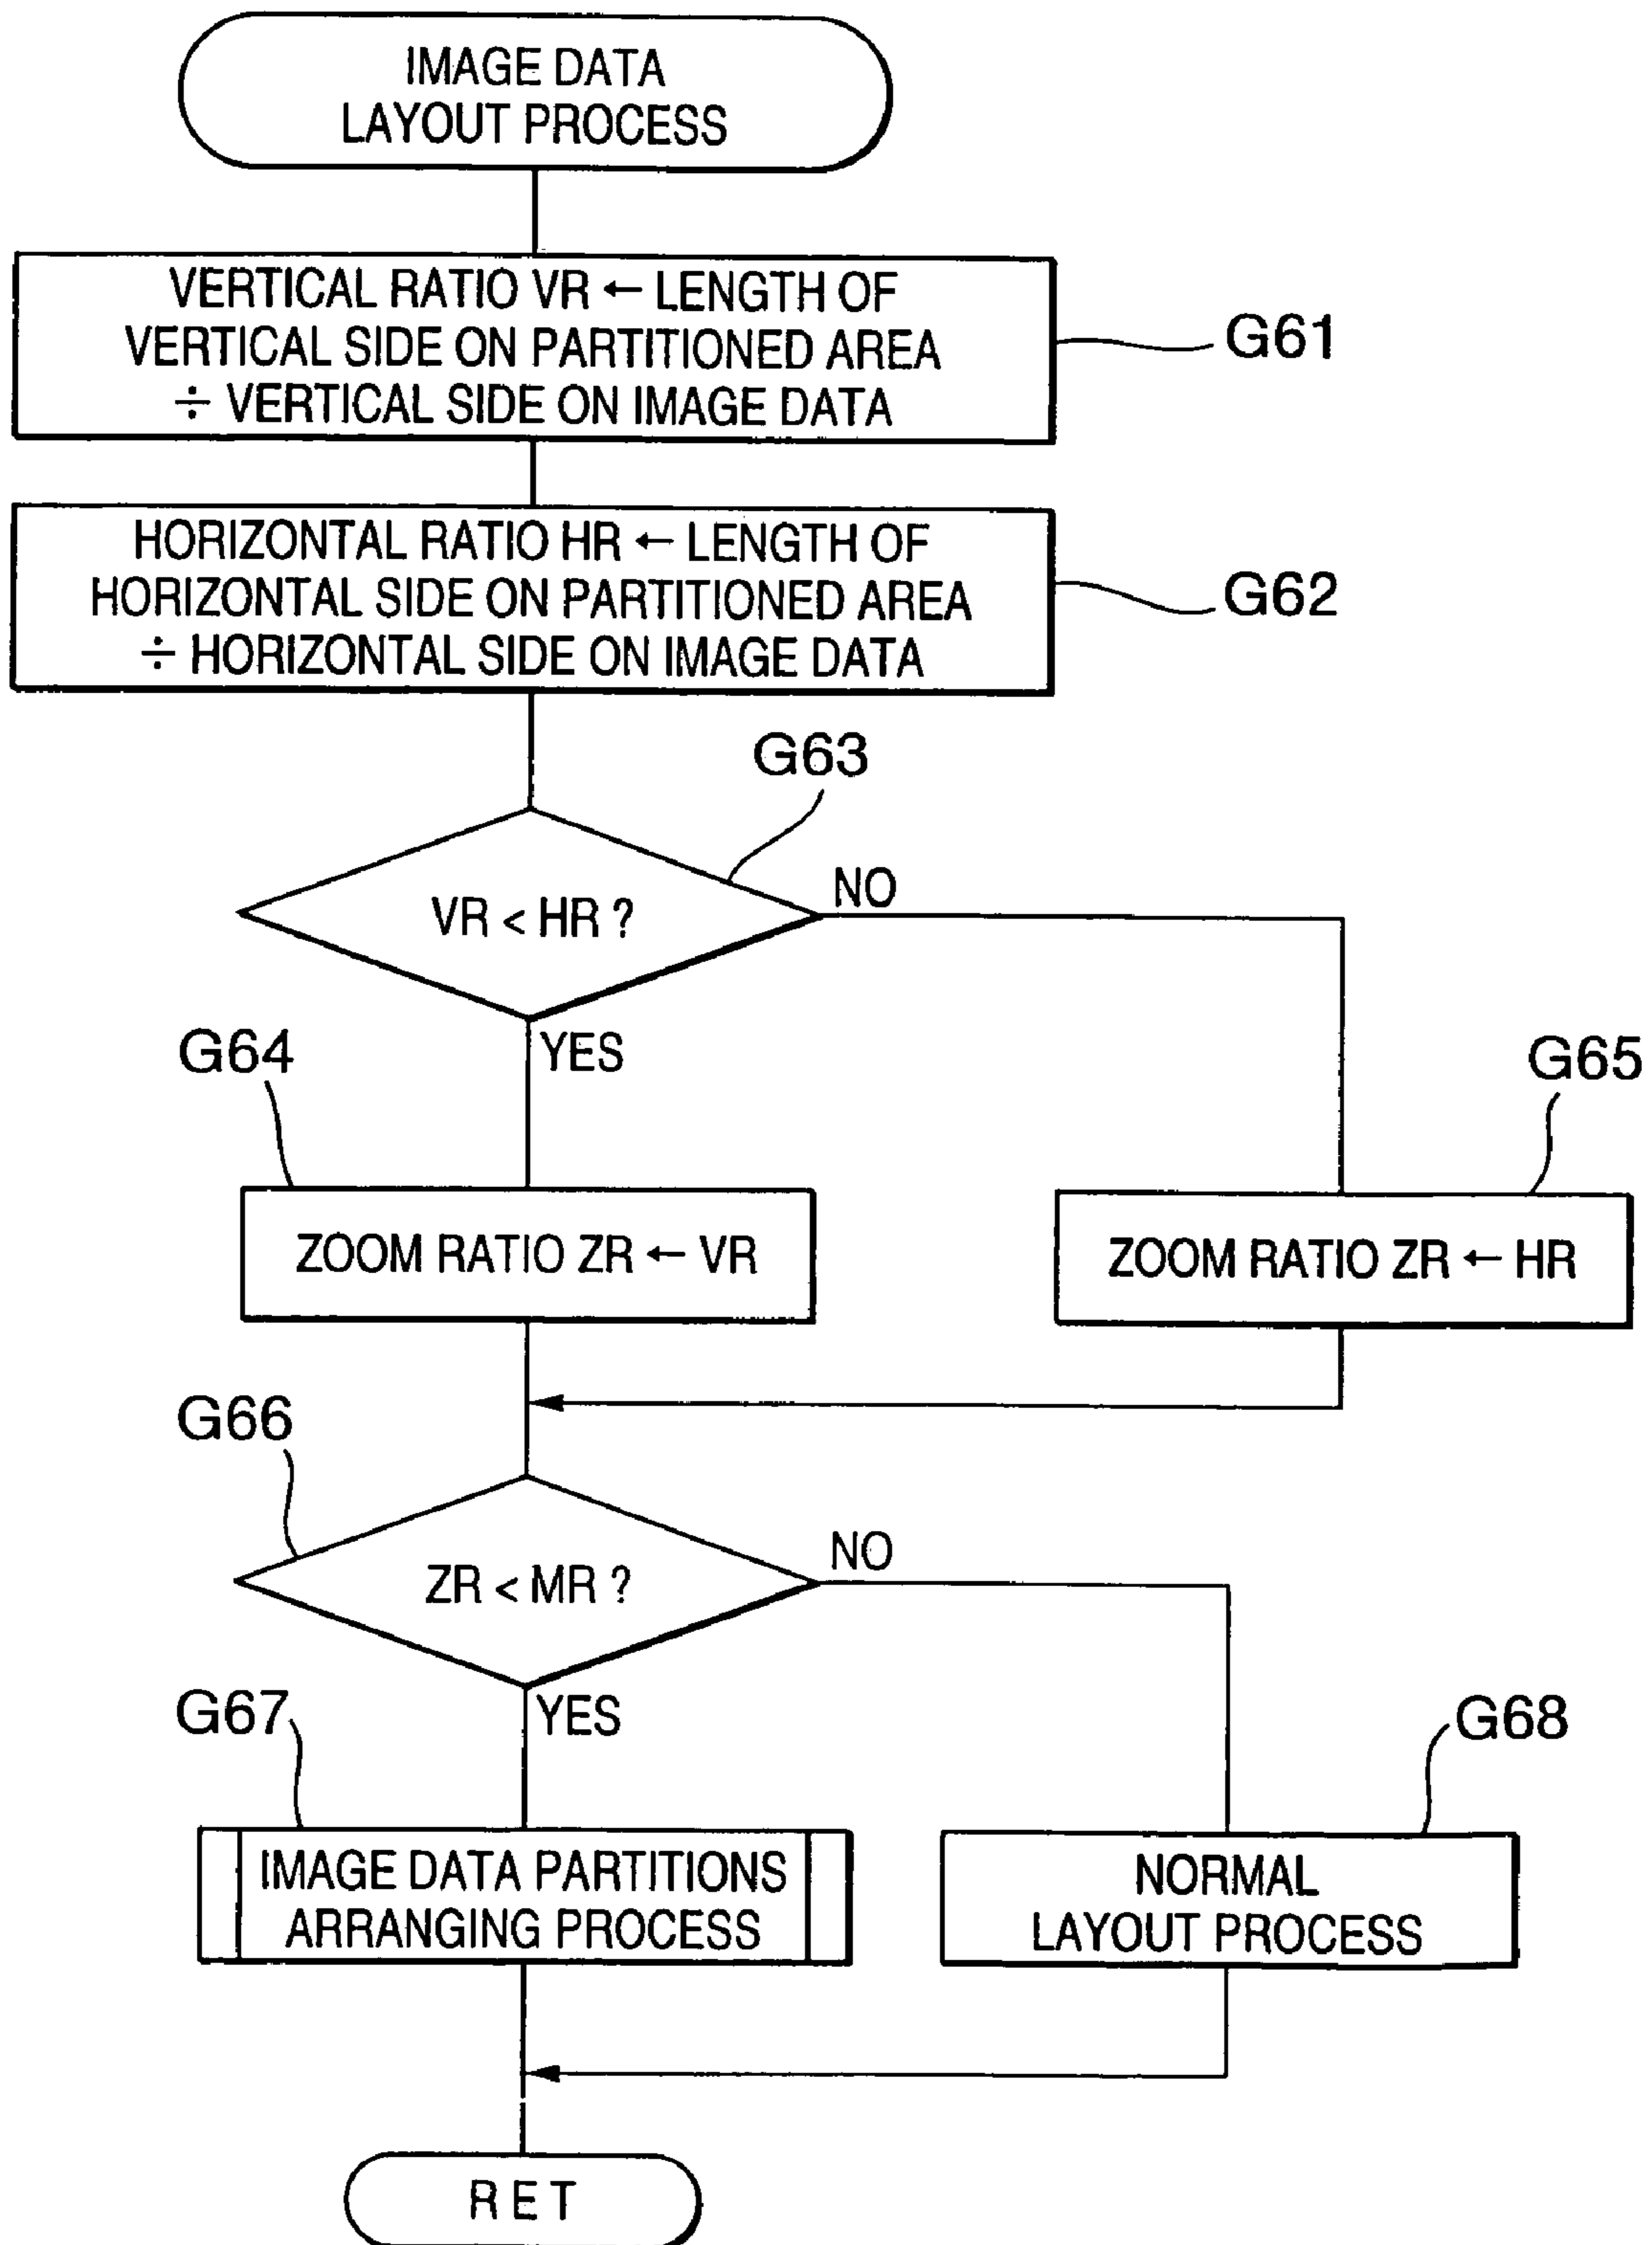 IMAGE DATA
LAYOUT PROCESS
VERTICAL RATIO VR ← LENGTH OF
VERTICAL SIDE ON PARTITIONED AREA
÷ VERTICAL SIDE ON IMAGE DATA
G61
HORIZONTAL RATIO HR ← LENGTH OF
HORIZONTAL SIDE ON PARTITIONED AREA
÷ HORIZONTAL SIDE ON IMAGE DATA
G62
G63
VR < HR ?
NO
YES
G64
G65
ZOOM RATIO ZR ← VR
ZOOM RATIO ZR ← HR
G66
ZR < MR ?
NO
YES
G67
G68
IMAGE DATA PARTITIONS
ARRANGING PROCESS
NORMAL
LAYOUT PROCESS
RET